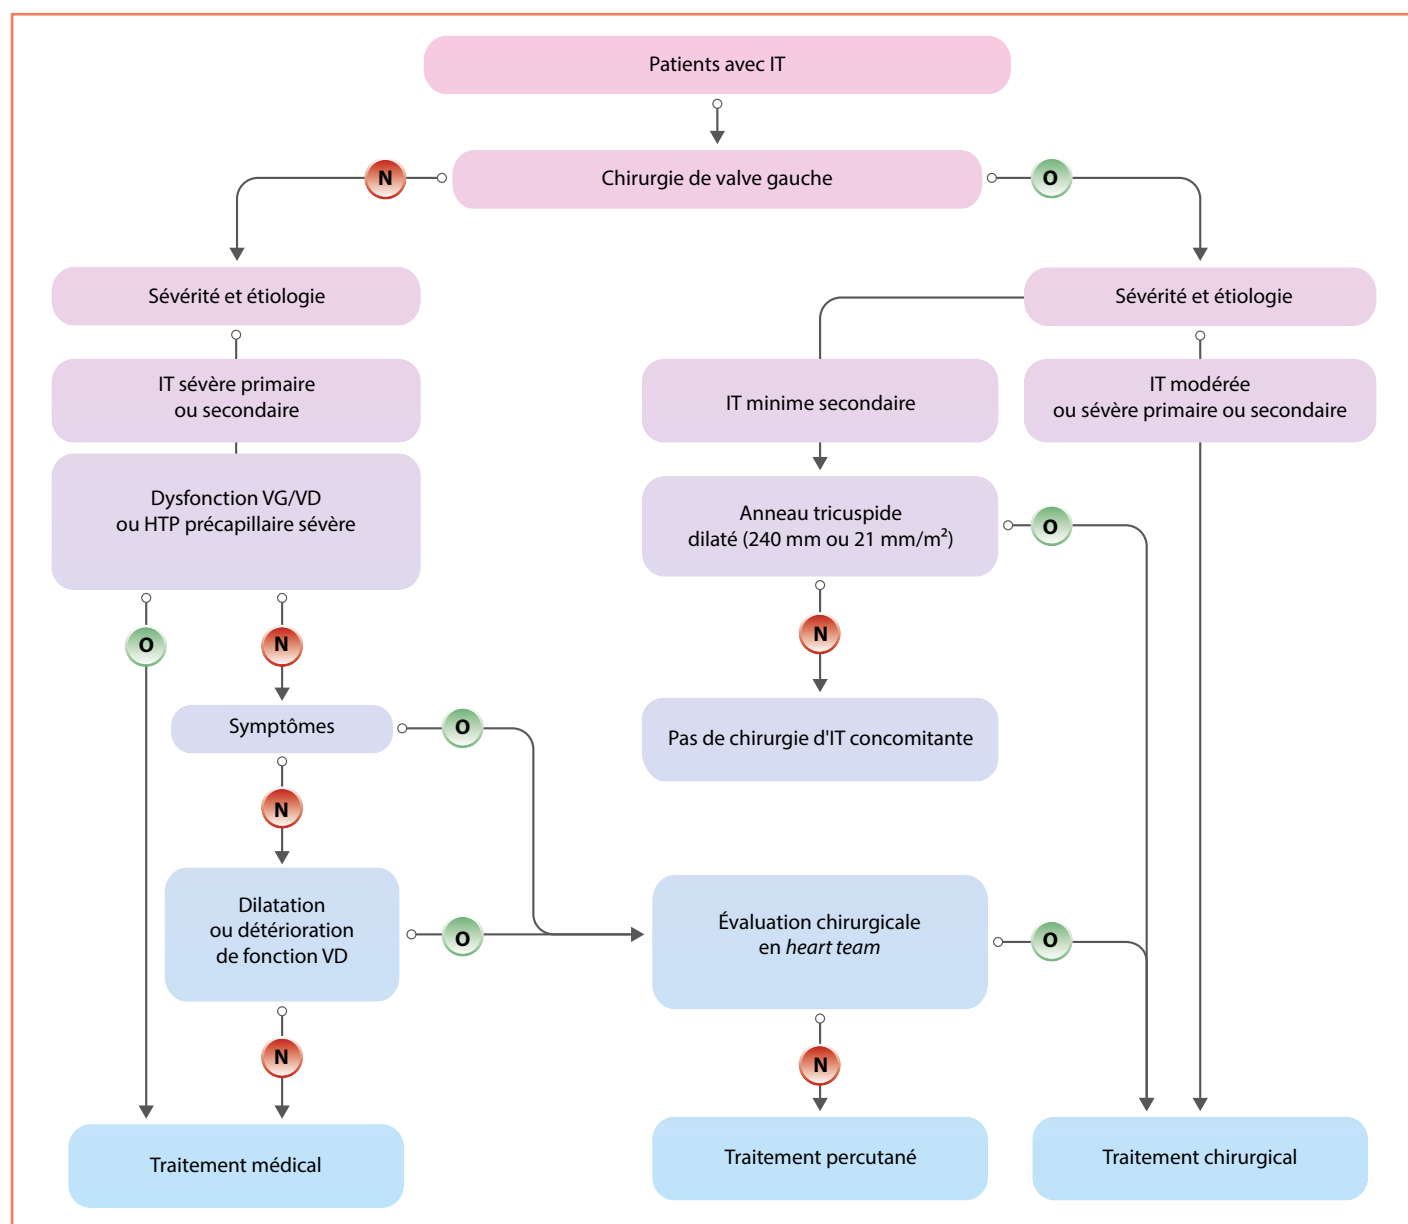 Patients avec IT
N
Chirurgie de valve gauche
O
Sévérité et étiologie
Sévérité et étiologie
IT sévère primaire
ou secondaire
IT minime secondaire
IT modérée
ou sévère primaire ou secondaire
Dysfonction VG/VD
ou HTP précapillaire sévère
Anneau tricuspide
dilaté (240 mm ou 21 mm/m²)
O
O
N
N
Symptômes
O
Pas de chirurgie d'IT concomitante
N
Dilatation
ou détérioration
de fonction VD
O
Évaluation chirurgicale
en heart team
O
N
N
Traitement médical
Traitement percutané
Traitement chirurgical